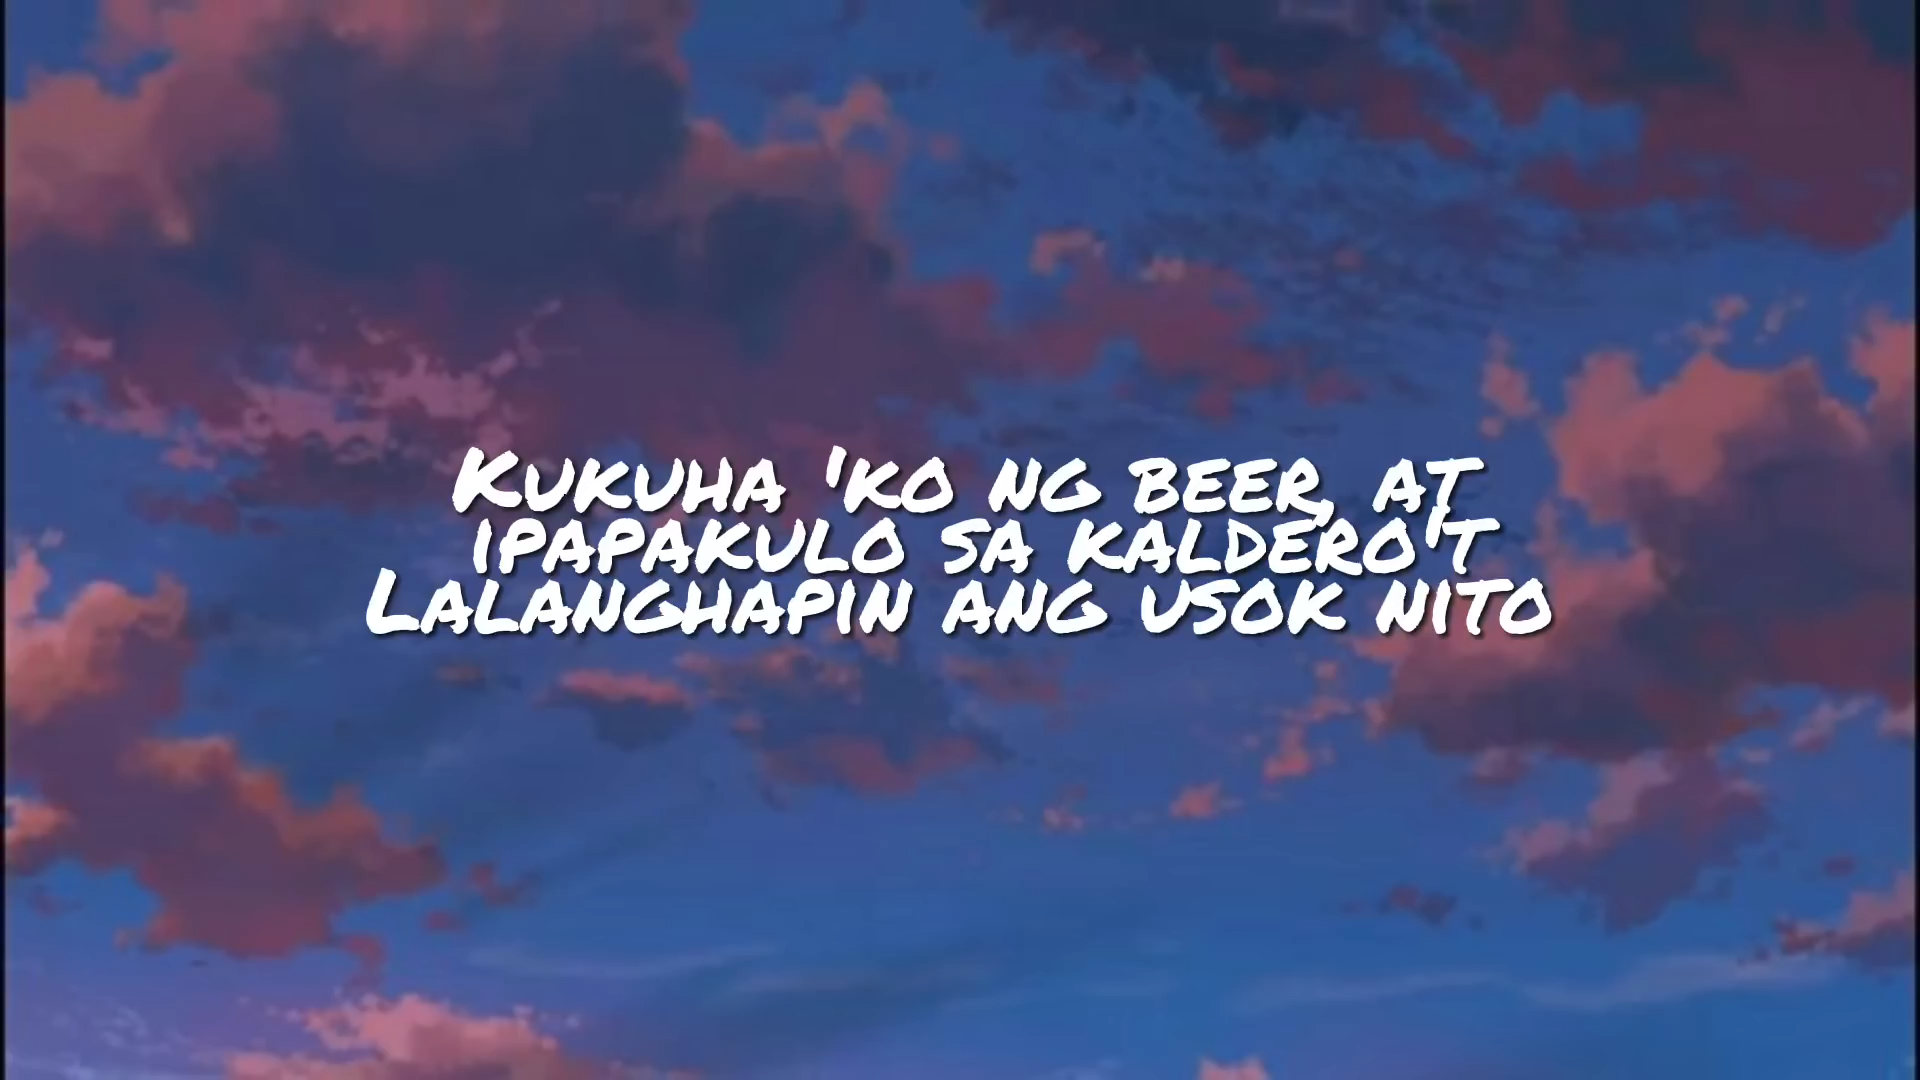 Kukuha 'ko ng beer, at
ipapakulo sa kaldero't
Lalanghapin ang usok nito